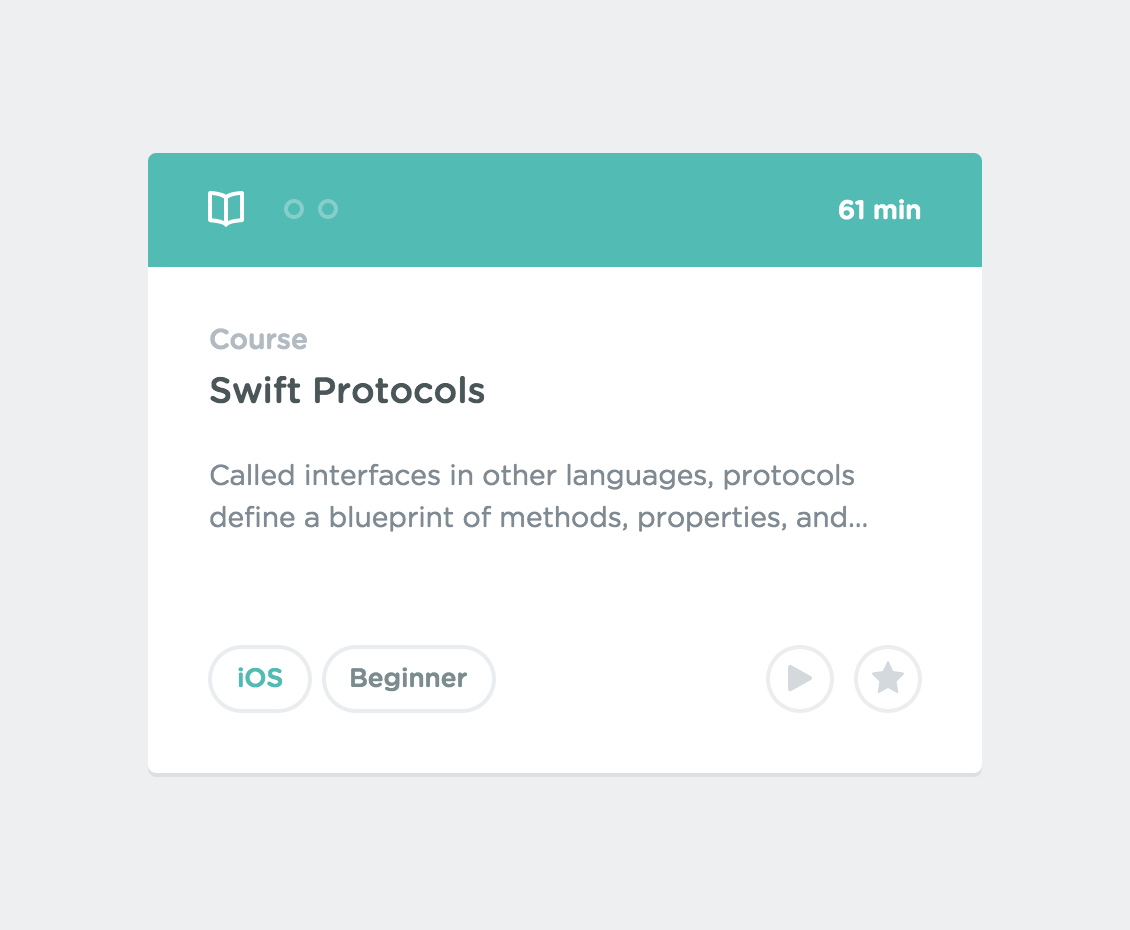 61 min
Course
Swift Protocols
Called interfaces in other languages, protocols
define a blueprint of methods, properties, and...
iOS
Beginner